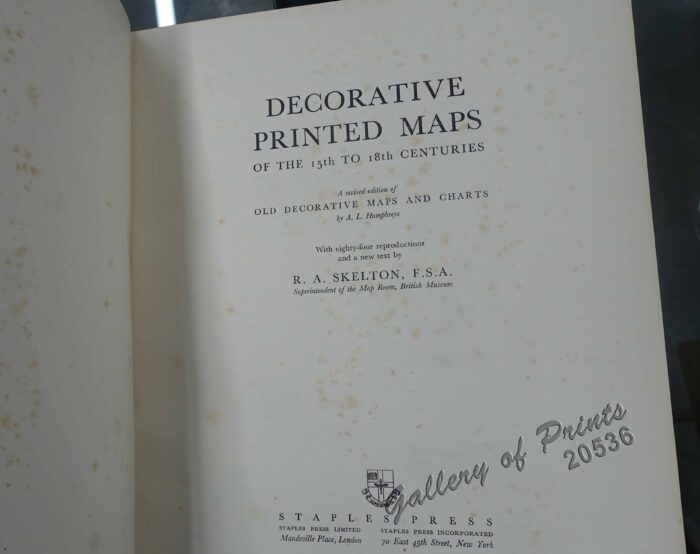 DECORATIVE
PRINTED MAPS
OF THE 15th TO 18th CENTURIES
A revised edition of
OLD DECORATIVE MAPS AND CHARTS
by A. L. Humphreys
With eighty-four reproductions
and a new text by
R. A. SKELTON, F.S.A.
Superintendent of the Map Room, British Museum
Gallery of Prints
20536
STAPLES PRESS
STAPLES PRESS LIMITED STAPLES PRESS INCORPORATED
Mandeville Place, London 70 East 45th Street, New York